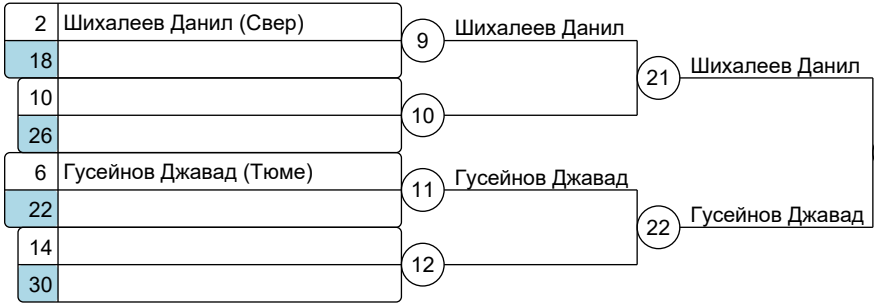 2 Шихалеев Данил (Свер)
9 Шихалеев Данил
18
21 Шихалеев Данил
10
10
26
6 Гусейнов Джавад (Тюме)
11 Гусейнов Джавад
22
22 Гусейнов Джавад
14
12
30